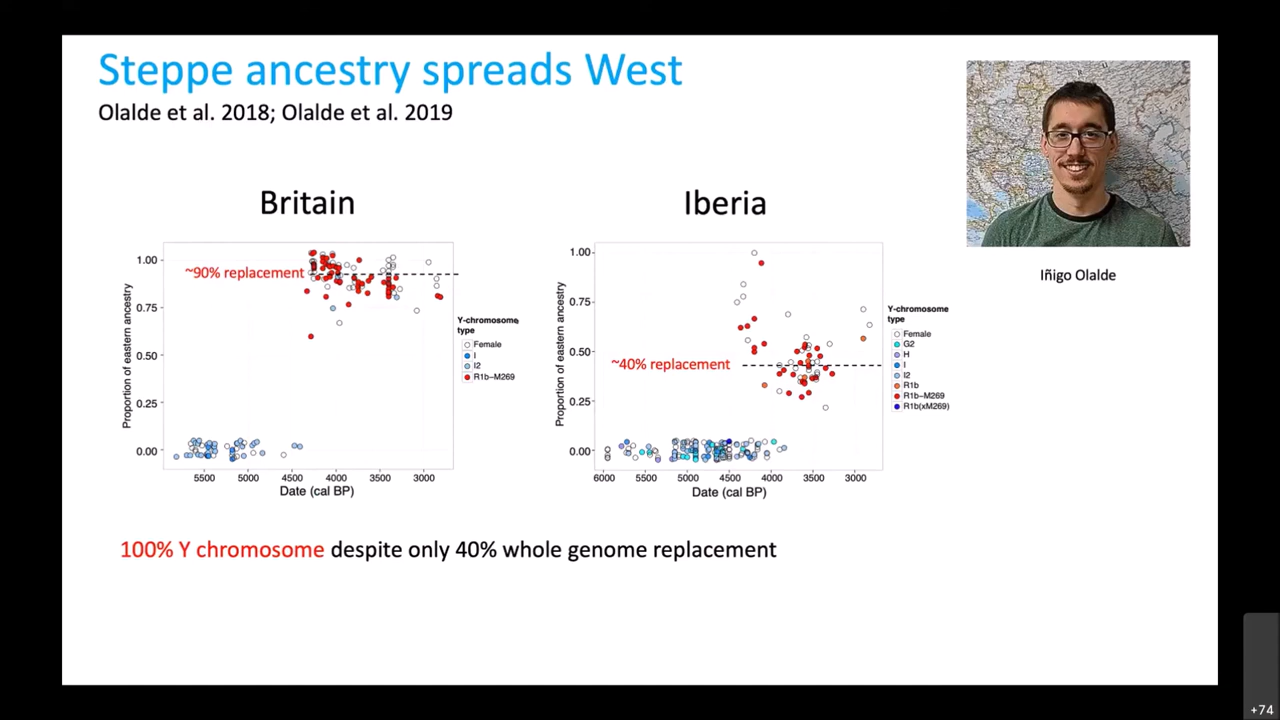 Steppe ancestry spreads West
Olalde et al. 2018; Olalde et al. 2019
Iñigo Olalde
Britain
1.00
0.75
0.50
0.25
0.00
Proportion of eastern ancestry
~90% replacement
5500 5000 4500 4000 3500 3000
Date (cal BP)
Y-chromosome
type
Female
I
I2
R1b-M269
Iberia
1.00
0.75
0.50
0.25
0.00
Proportion of eastern ancestry
~40% replacement
6000 5500 5000 4500 4000 3500 3000
Date (cal BP)
Y-chromosome
type
Female
G2
H
I
I2
R1b
R1b-M269
R1b(xM269)
100% Y chromosome despite only 40% whole genome replacement
+74